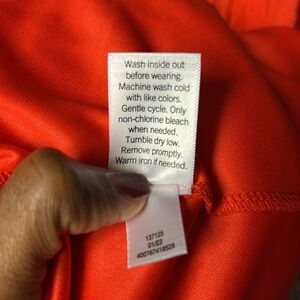 Wash inside out
before wearing.
Machine wash cold
with like colors.
Gentle cycle. Only
non-chlorine bleach
when needed.
Tumble dry low.
Remove promptly.
Warm iron if needed.
137125
01/23
400767418528